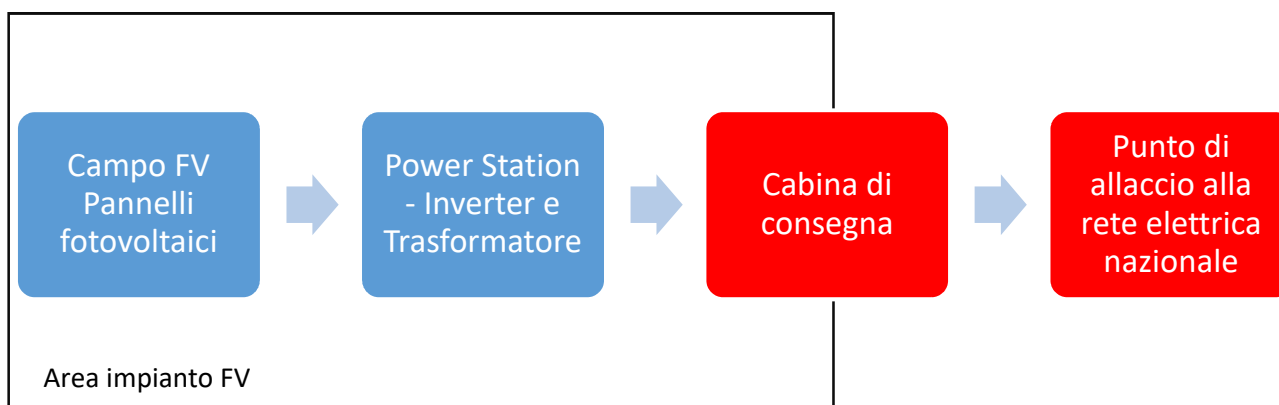 Campo FV
Pannelli
fotovoltaici
Power Station
- Inverter e
Trasformatore
Cabina di
consegna
Punto di
allaccio alla
rete elettrica
nazionale
Area impianto FV